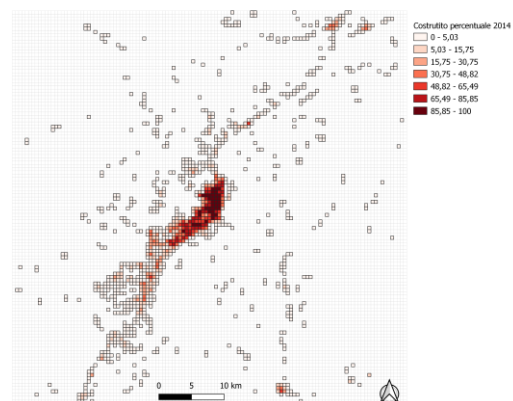 Costrutito percentuale 2014
0 - 5,03
5,03 - 15,75
15,75 - 30,75
30,75 - 48,82
48,82 - 65,49
65,49 - 85,85
85,85 - 100
0 5 10 km